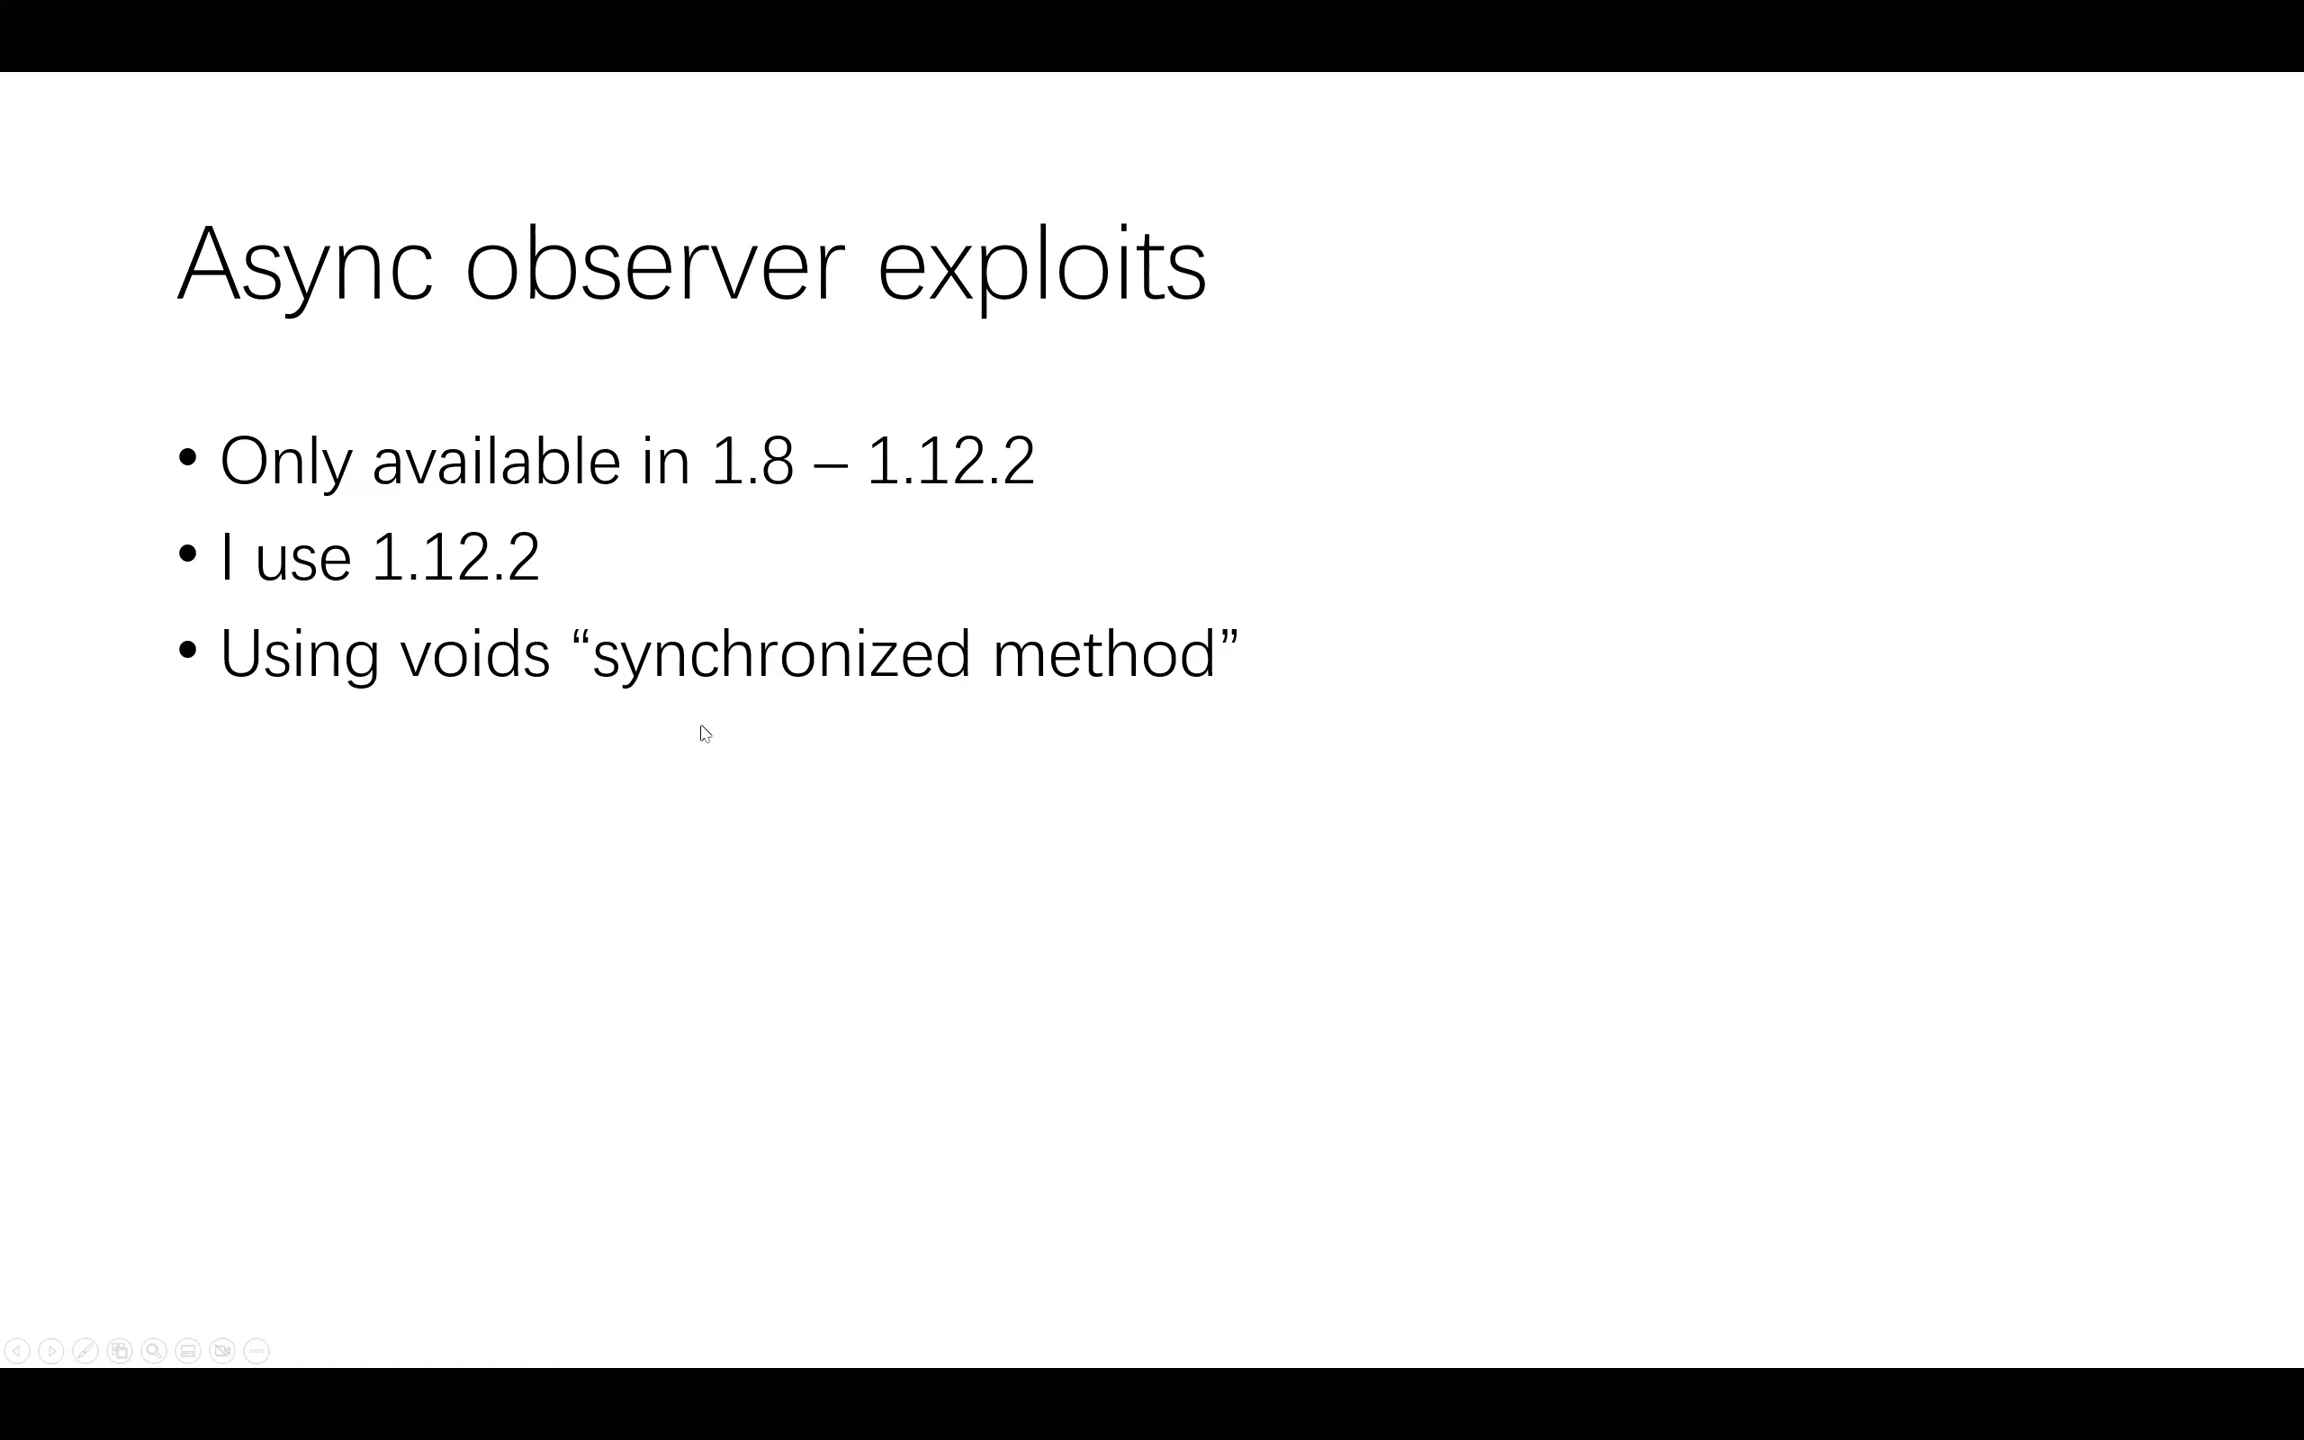 Async observer exploits
• Only available in 1.8 – 1.12.2
• I use 1.12.2
• Using voids “synchronized method”